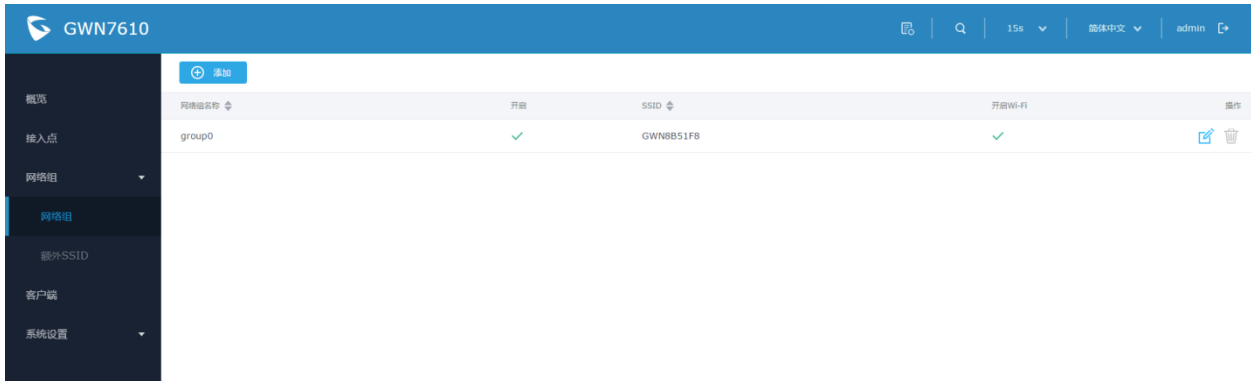 GWN7610 15s 简体中文 admin
添加
概览
网络组名称 开启 SSID 开启Wi-Fi 操作
接入点
group0 GWN8B51F8
网络组
网络组
额外SSID
客户端
系统设置